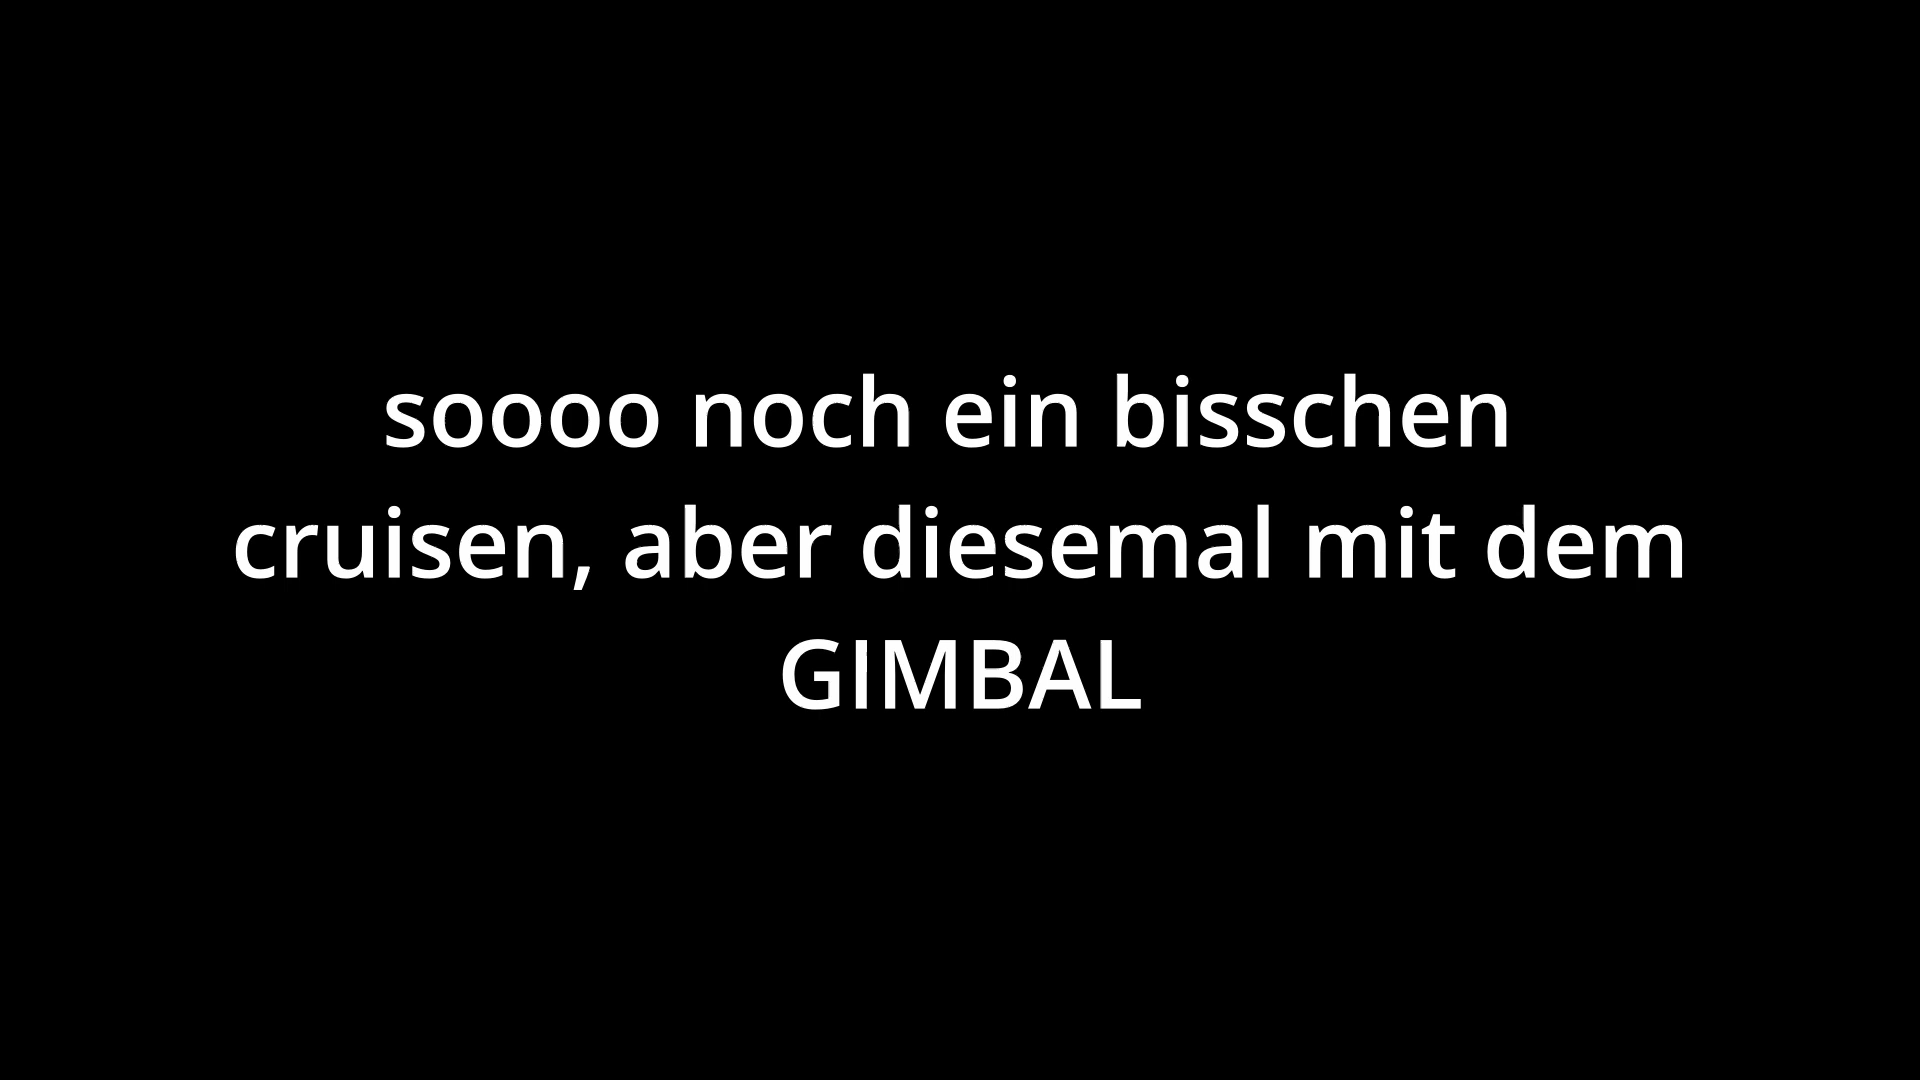 soooo noch ein bisschen
cruisen, aber diesemal mit dem
GIMBAL